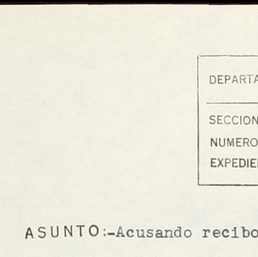 DEPARTA
SECCION
NUMERO
EXPEDIE
ASUNTO:-Acusando recibo